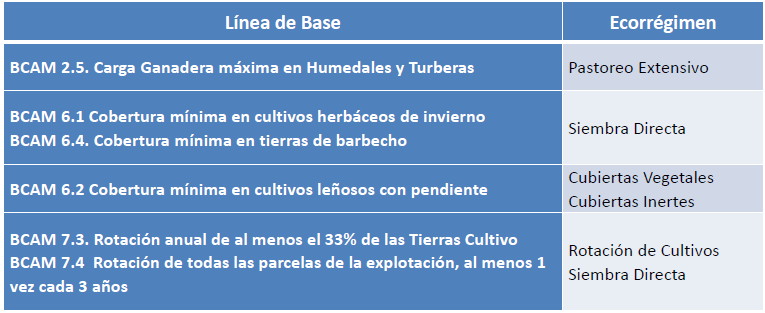 Línea de Base
Ecorrégimen
BCAM 2.5. Carga Ganadera máxima en Humedales y Turberas
Pastoreo Extensivo
BCAM 6.1 Cobertura mínima en cultivos herbáceos de invierno
BCAM 6.4. Cobertura mínima en tierras de barbecho
Siembra Directa
BCAM 6.2 Cobertura mínima en cultivos leñosos con pendiente
Cubiertas Vegetales
Cubiertas Inertes
BCAM 7.3. Rotación anual de al menos el 33% de las Tierras Cultivo
BCAM 7.4 Rotación de todas las parcelas de la explotación, al menos 1
vez cada 3 años
Rotación de Cultivos
Siembra Directa